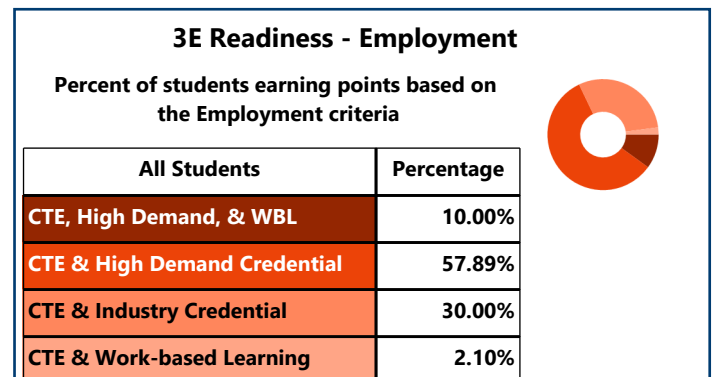 3E Readiness - Employment
Percent of students earning points based on
the Employment criteria
All Students Percentage
CTE, High Demand, & WBL 10.00%
CTE & High Demand Credential 57.89%
CTE & Industry Credential 30.00%
CTE & Work-based Learning 2.10%